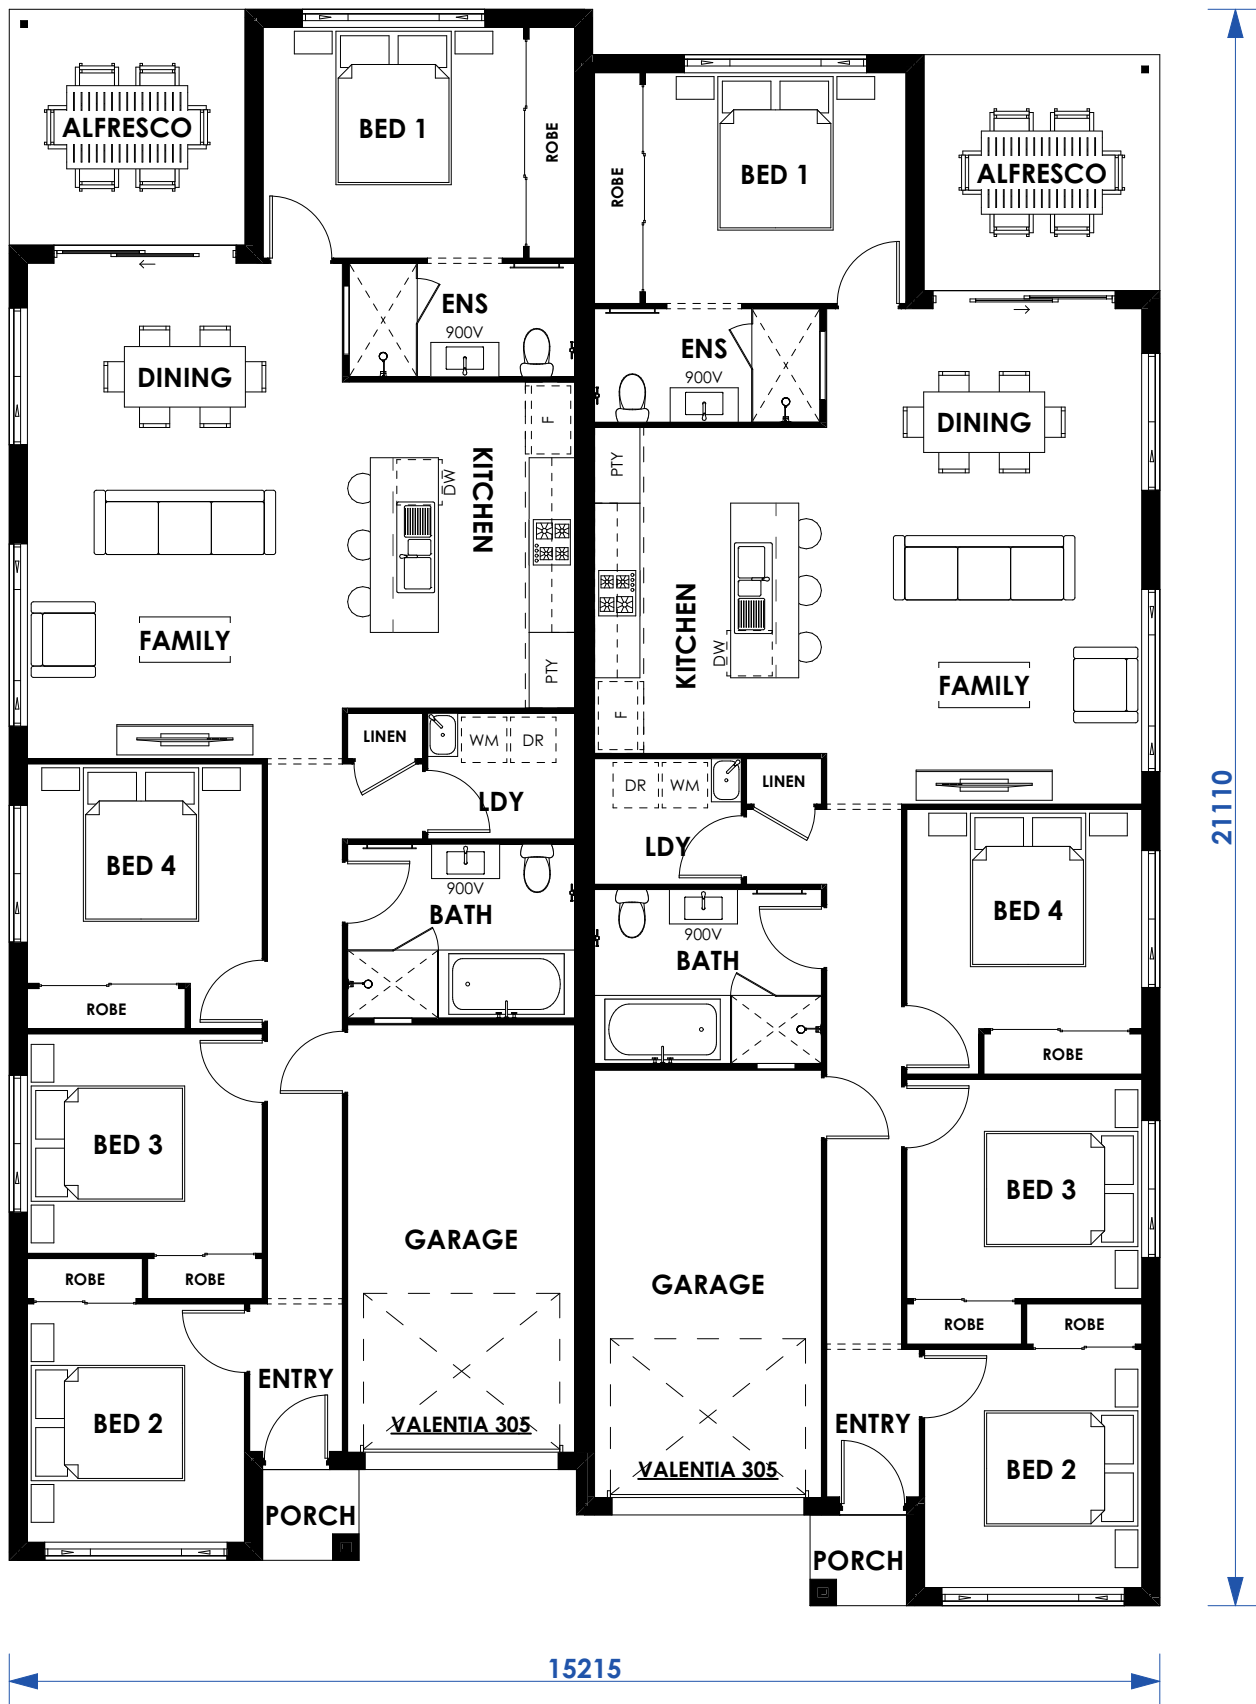 ALFRESCO
BED 1
ROBE
ENS
900V
DINING
F
KITCHEN
DW
PTY
FAMILY
LINEN
WM
DR
LDY
BED 4
900V
BATH
ROBE
BED 3
ROBE
ROBE
GARAGE
ENTRY
BED 2
VALENTIA 305
PORCH
ROBE
BED 1
ALFRESCO
ENS
900V
DINING
PTY
KITCHEN
DW
F
FAMILY
DR
WM
LINEN
LDY
BED 4
900V
BATH
ROBE
BED 3
GARAGE
ROBE
ROBE
ENTRY
VALENTIA 305
BED 2
PORCH
21110
15215